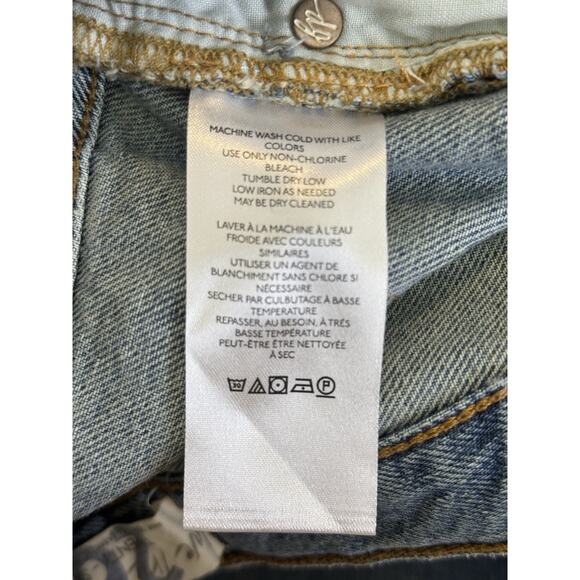 MACHINE WASH COLD WITH LIKE
COLORS
USE ONLY NON-CHLORINE
BLEACH
TUMBLE DRY LOW
LOW IRON AS NEEDED
MAY BE DRY CLEANED
LAVER À LA MACHINE À L'EAU
FROIDE AVEC COULEURS
SIMILAIRES
UTILISER UN AGENT DE
BLANCHIMENT SANS CHLORE SI
NÉCESSAIRE
SECHER PAR CULBUTAGE À BASSE
TEMPERATURE
REPASSER, AU BESOIN, À TRÉS
BASSE TEMPÉRATURE
PEUT-ÊTRE ÊTRE NETTOYÉE
À SEC
30
P